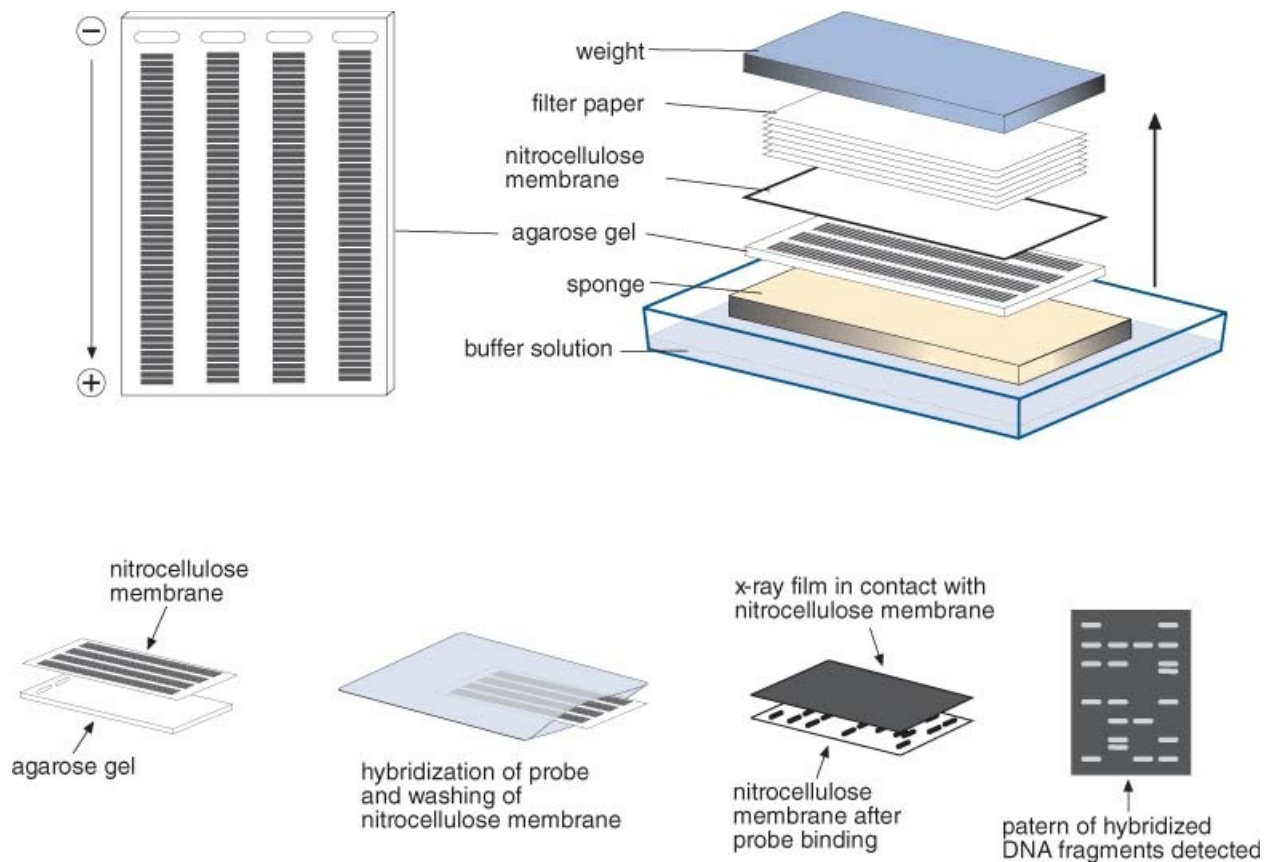 −
+
weight
filter paper
nitrocellulose
membrane
agarose gel
sponge
buffer solution
nitrocellulose
membrane
agarose gel
hybridization of probe
and washing of
nitrocellulose membrane
x-ray film in contact with
nitrocellulose membrane
nitrocellulose
membrane after
probe binding
patern of hybridized
DNA fragments detected